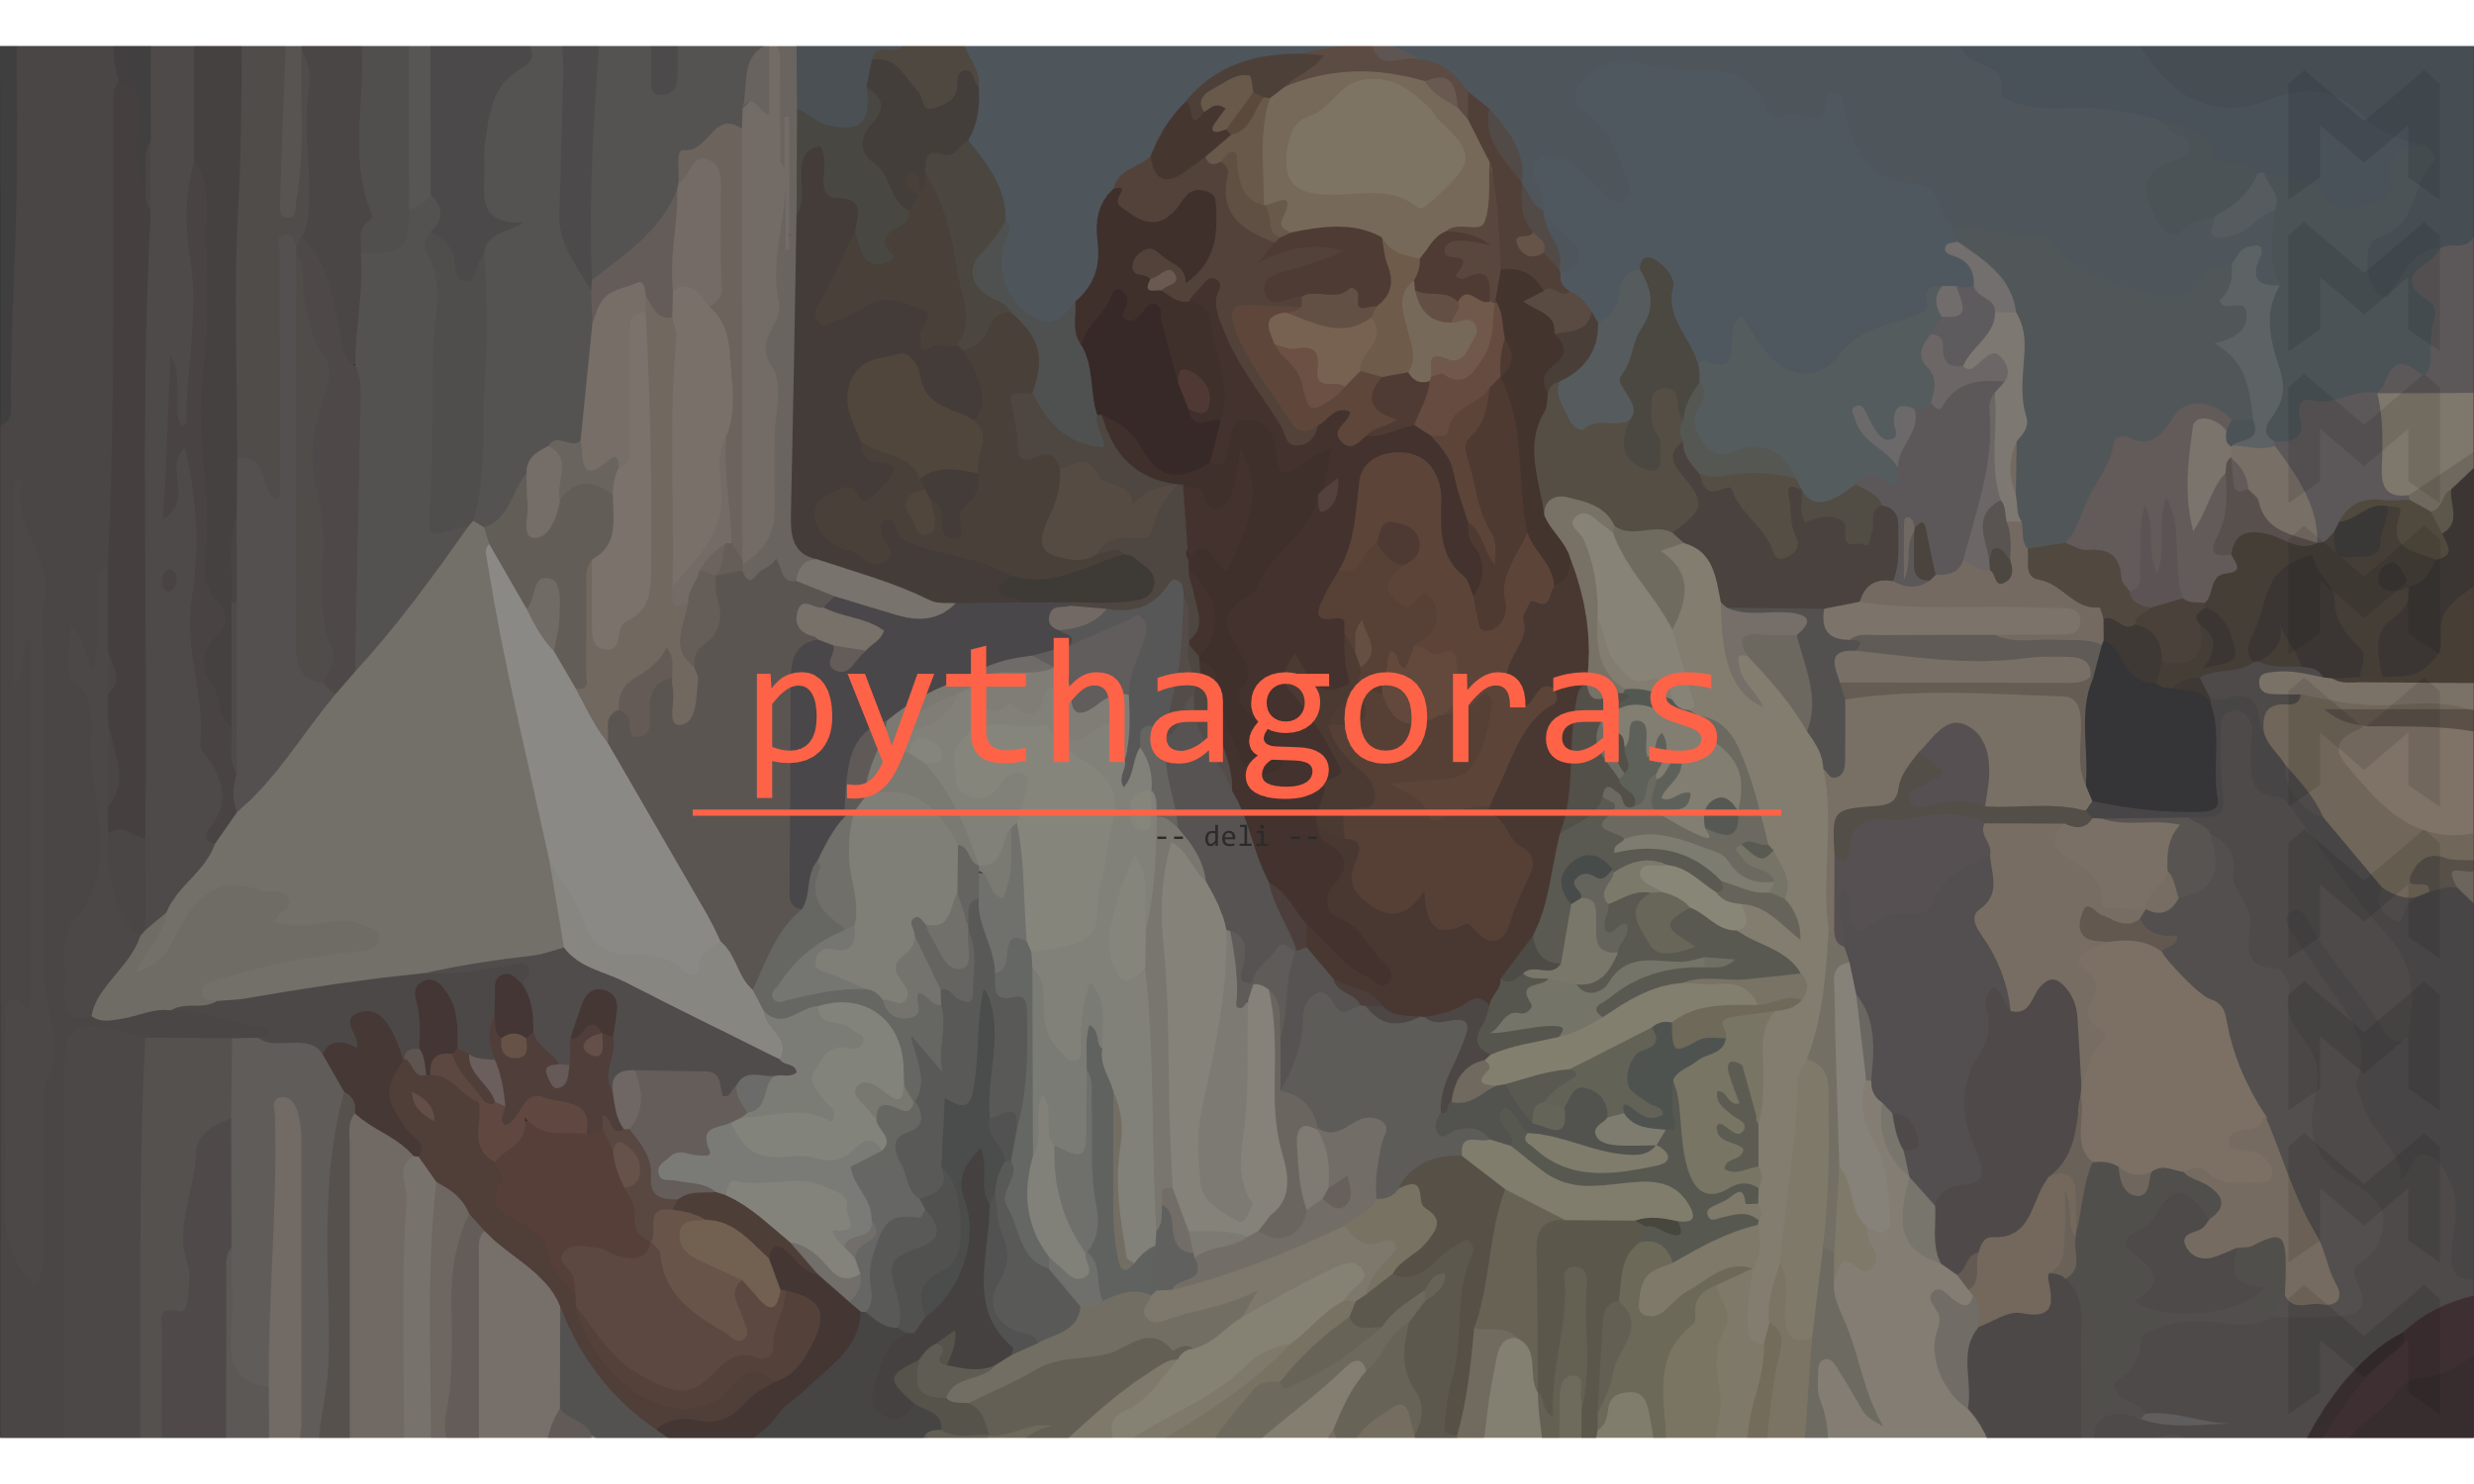 pythagoras
-- deli --